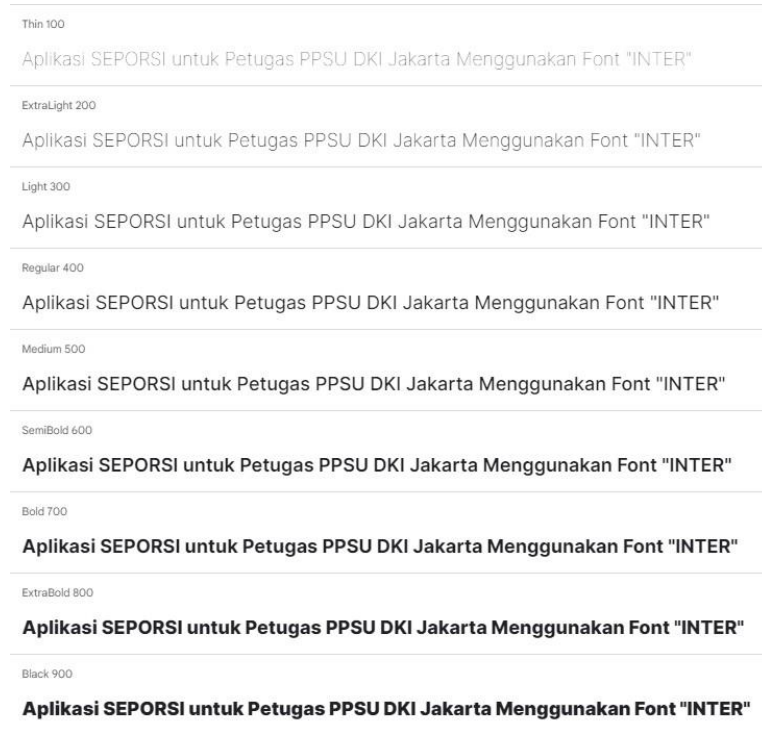 Thin 100
Aplikasi SEPORSI untuk Petugas PPSU DKI Jakarta Menggunakan Font "INTER"
ExtraLight 200
Aplikasi SEPORSI untuk Petugas PPSU DKI Jakarta Menggunakan Font "INTER"
Light 300
Aplikasi SEPORSI untuk Petugas PPSU DKI Jakarta Menggunakan Font "INTER"
Regular 400
Aplikasi SEPORSI untuk Petugas PPSU DKI Jakarta Menggunakan Font "INTER"
Medium 500
Aplikasi SEPORSI untuk Petugas PPSU DKI Jakarta Menggunakan Font "INTER"
SemiBold 600
Aplikasi SEPORSI untuk Petugas PPSU DKI Jakarta Menggunakan Font "INTER"
Bold 700
Aplikasi SEPORSI untuk Petugas PPSU DKI Jakarta Menggunakan Font "INTER"
ExtraBold 800
Aplikasi SEPORSI untuk Petugas PPSU DKI Jakarta Menggunakan Font "INTER"
Black 900
Aplikasi SEPORSI untuk Petugas PPSU DKI Jakarta Menggunakan Font "INTER"